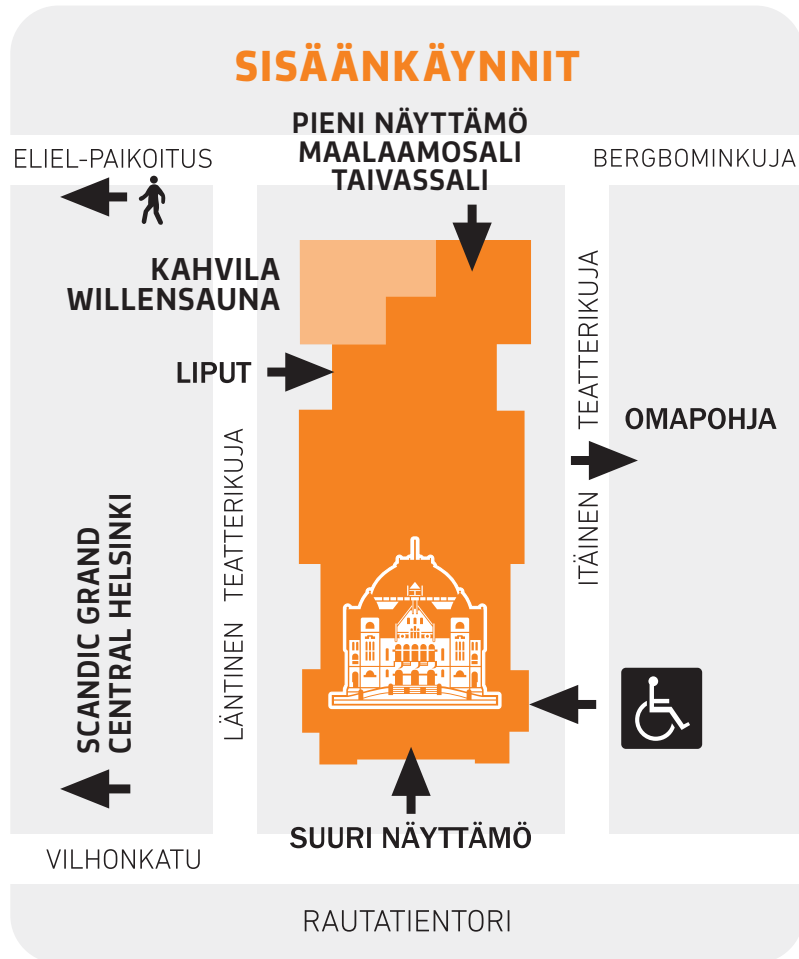 SISÄÄNKÄYNNIT
PIENI NÄYTTÄMÖ
MAALAAMOSALI
TAIVASSALI
ELIEL-PAIKOITUS
BERGBOMINKUJA
KAHVILA
WILLENSAUNA
LIPUT
ITÄINEN TEATTERIKUJA
OMAPOHJA
LÄNTINEN TEATTERIKUJA
SCANDIC GRAND
CENTRAL HELSINKI
SUURI NÄYTTÄMÖ
VILHONKATU
RAUTATIENTORI